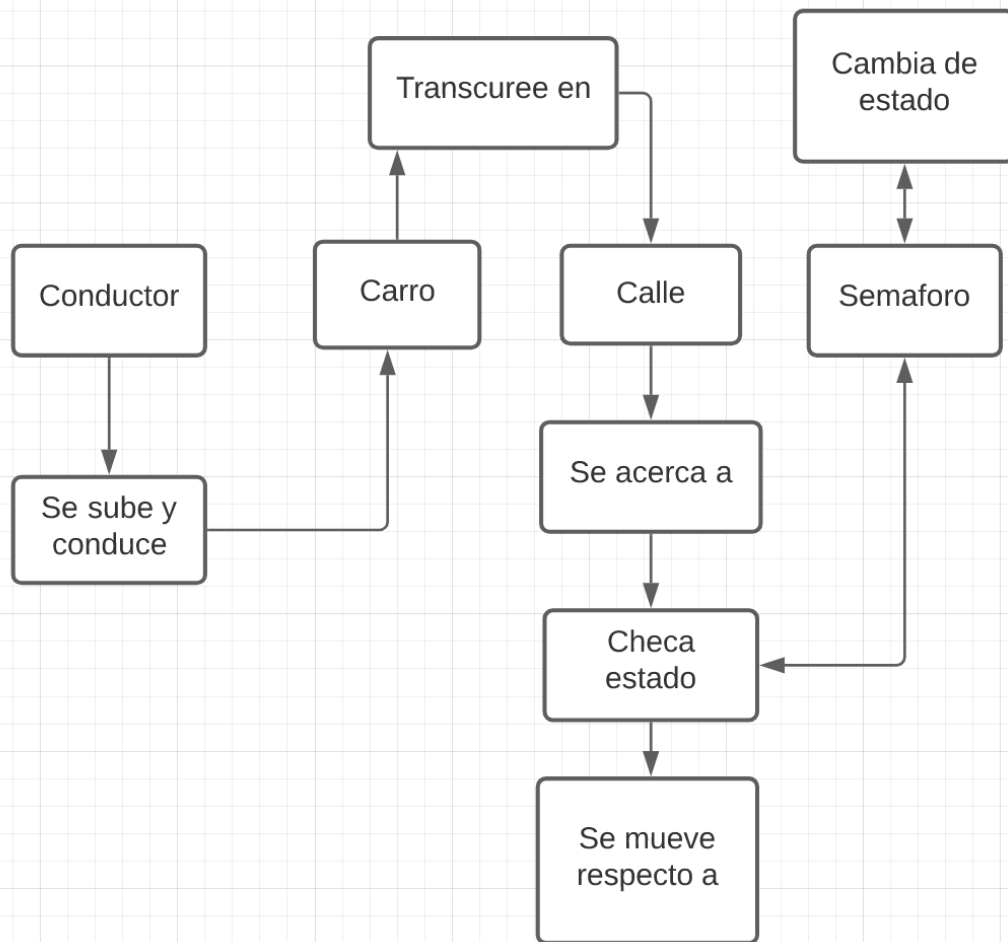 Cambia de
estado
Transcuree en
Conductor
Carro
Calle
Semaforo
Se acerca a
Se sube y
conduce
Checa
estado
Se mueve
respecto a